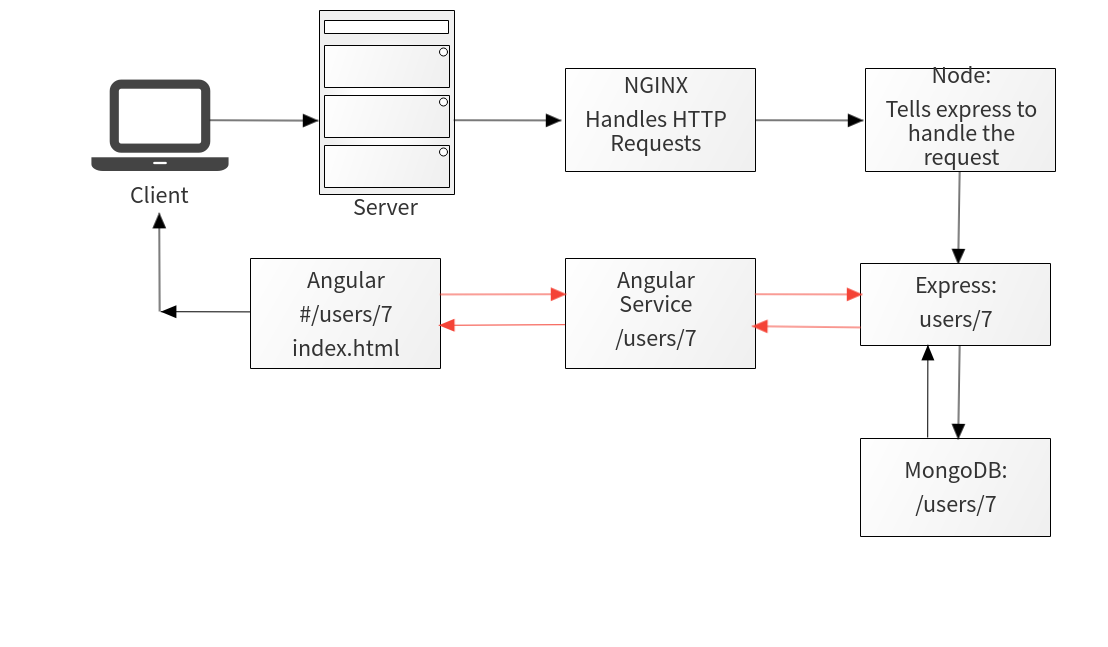 NGINX
Handles HTTP
Requests
Node:
Tells express to
handle the
request
Client
Server
Angular
#/users/7
index.html
Angular
Service
/users/7
Express:
users/7
MongoDB:
/users/7